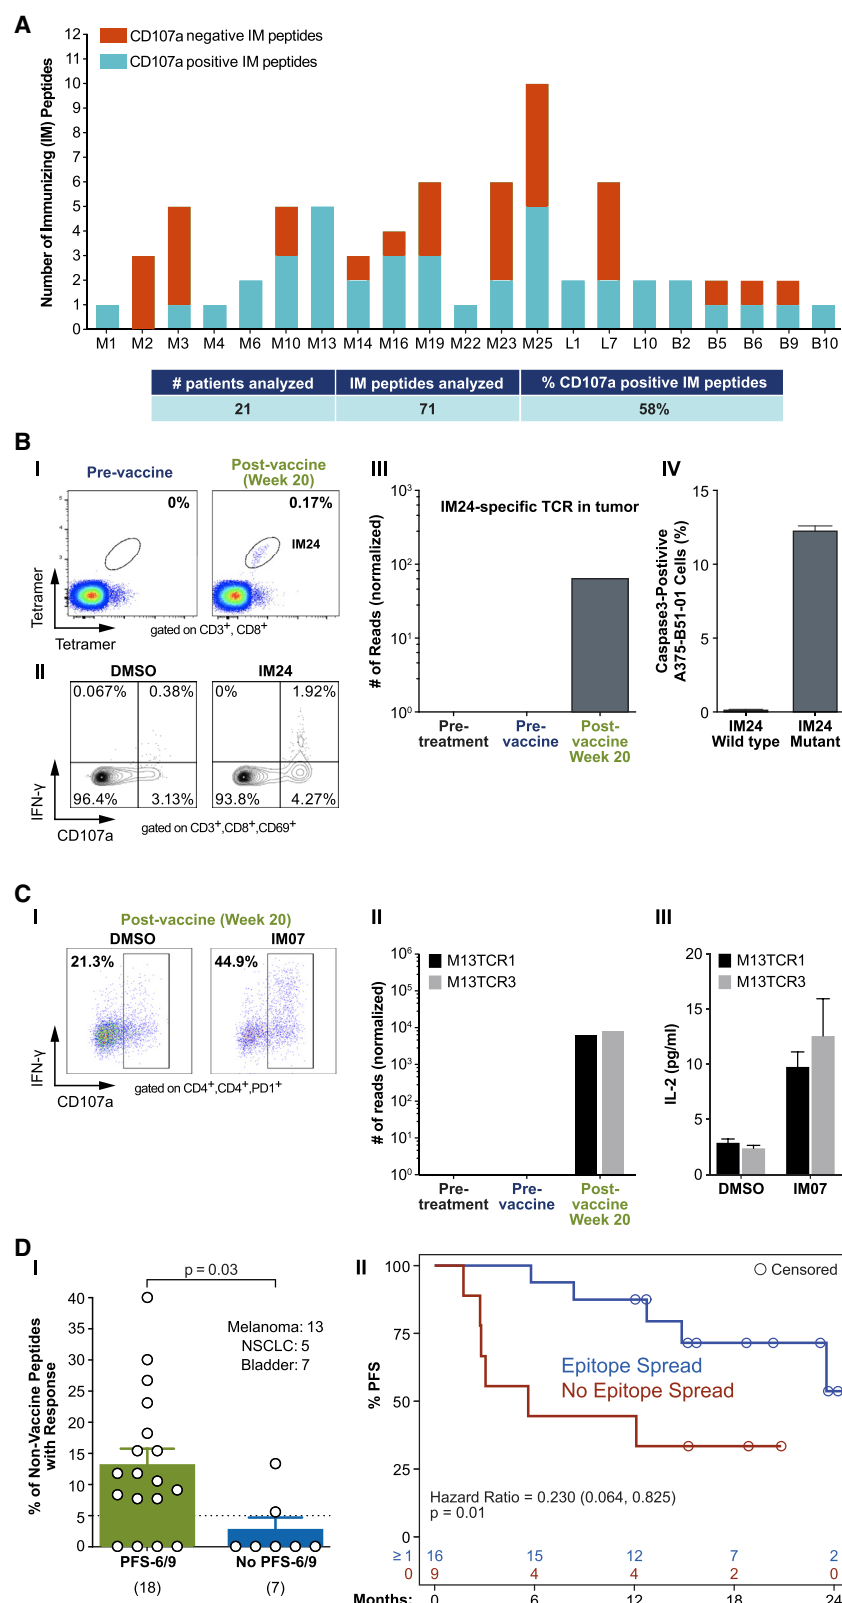 A
CD107a negative IM peptides
CD107a positive IM peptides
Number of Immunizing (IM) Peptides
12
11
10
9
8
7
6
5
4
3
2
1
0
M1 M2 M3 M4 M6 M10 M13 M14 M16 M19 M22 M23 M25 L1 L7 L10 B2 B5 B6 B9 B10
# patients analyzed IM peptides analyzed % CD107a positive IM peptides
21 71 58%
B
I
Pre-vaccine
Post-vaccine
(Week 20)
0%
0.17%
IM24
5
4
3
Tetramer
Tetramer
gated on CD3+, CD8+
II
DMSO
IM24
0.067% 0.38%
96.4% 3.13%
0% 1.92%
93.8% 4.27%
IFN-γ
CD107a
gated on CD3+,CD8+,CD69+
III
IM24-specific TCR in tumor
# of Reads (normalized)
10³
10²
10¹
10⁰
Pre-
treatment
Pre-
vaccine
Post-
vaccine
Week 20
IV
Caspase3-Postivive
A375-B51-01 Cells (%)
15
10
5
0
IM24
Wild type
IM24
Mutant
C
I
Post-vaccine (Week 20)
DMSO
IM07
21.3%
44.9%
IFN-γ
CD107a
gated on CD4+,CD4+,PD1+
II
M13TCR1
M13TCR3
# of reads (normalized)
10⁶
10⁵
10⁴
10³
10²
10¹
10⁰
Pre-
treatment
Pre-
vaccine
Post-
vaccine
Week 20
III
M13TCR1
M13TCR3
IL-2 (pg/ml)
20
15
10
5
0
DMSO IM07
D
I
p = 0.03
% of Non-Vaccine Peptides
with Response
40
35
30
25
20
15
10
5
0
Melanoma: 13
NSCLC: 5
Bladder: 7
PFS-6/9 No PFS-6/9
(18) (7)
II
Censored
% PFS
100
75
50
25
0
Epitope Spread
No Epitope Spread
Hazard Ratio = 0.230 (0.064, 0.825)
p = 0.01
≥ 1 16 15 12 7 2
0 9 4 4 2 0
Months: 0 6 12 18 24